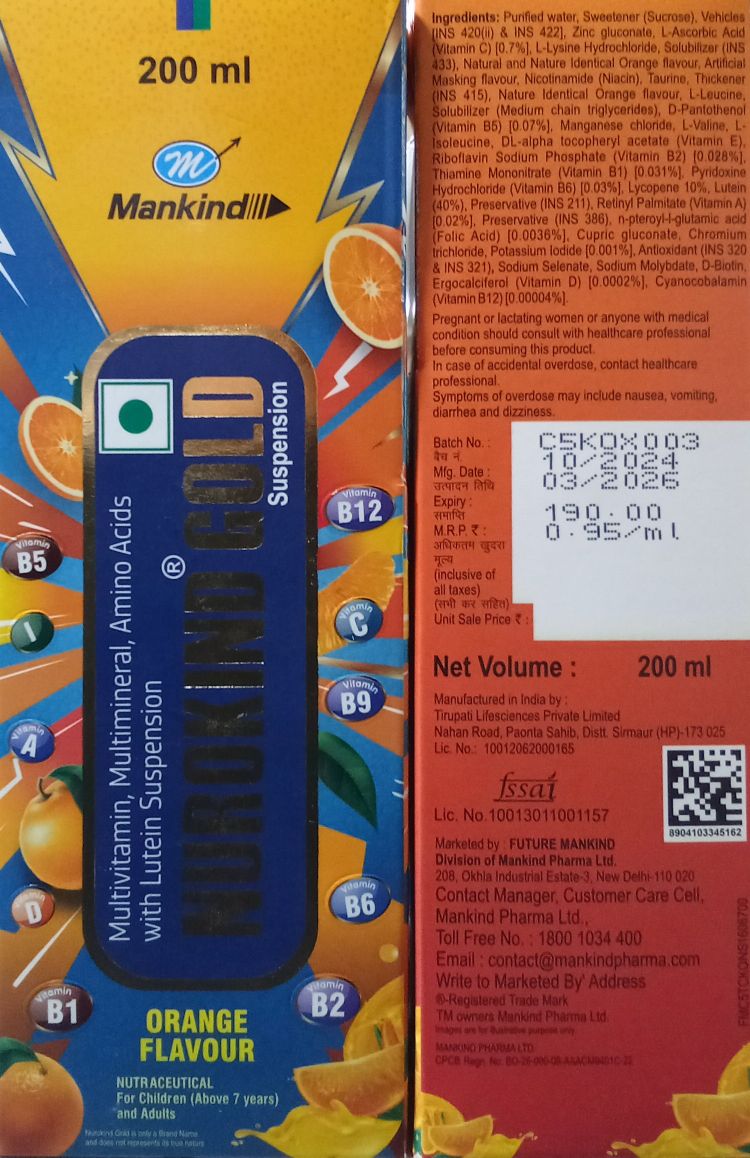 200 ml
m
Mankind
NUROKIND® GOLD
Suspension
Multivitamin, Multimineral, Amino Acids
with Lutein Suspension
Vitamin
B12
Vitamin
B5
Vitamin
C
I
Vitamin
B9
Vitamin
A
Vitamin
B6
Vitamin
D
Vitamin
B1
Vitamin
B2
ORANGE
FLAVOUR
NUTRACEUTICAL
For Children (Above 7 years)
and Adults
Nurokind Gold is only a Brand Name
and does not represents its true nature
Ingredients: Purified water, Sweetener (Sucrose), Vehicles
[INS 420(ii) & INS 422], Zinc gluconate, L-Ascorbic Acid
(Vitamin C) [0.7%], L-Lysine Hydrochloride, Solubilizer (INS
433), Natural and Nature Identical Orange flavour, Artificial
Masking flavour, Nicotinamide (Niacin), Taurine, Thickener
(INS 415), Nature Identical Orange flavour, L-Leucine,
Solubilizer (Medium chain triglycerides), D-Pantothenol
(Vitamin B5) [0.07%], Manganese chloride, L-Valine, L-
Isoleucine, DL-alpha tocopheryl acetate (Vitamin E),
Riboflavin Sodium Phosphate (Vitamin B2) [0.028%],
Thiamine Mononitrate (Vitamin B1) [0.031%], Pyridoxine
Hydrochloride (Vitamin B6) [0.03%], Lycopene 10%, Lutein
(40%), Preservative (INS 211), Retinyl Palmitate (Vitamin A)
[0.02%], Preservative (INS 386), n-pteroyl-l-glutamic acid
(Folic Acid) [0.0036%], Cupric gluconate, Chromium
trichloride, Potassium Iodide [0.001%], Antioxidant (INS 320
& INS 321), Sodium Selenate, Sodium Molybdate, D-Biotin,
Ergocalciferol (Vitamin D) [0.0002%], Cyanocobalamin
(Vitamin B12) [0.00004%].
Pregnant or lactating women or anyone with medical
condition should consult with healthcare professional
before consuming this product.
In case of accidental overdose, contact healthcare
professional.
Symptoms of overdose may include nausea, vomiting,
diarrhea and dizziness.
Batch No. : C5KOX003
बैच नं.
Mfg. Date : 10/2024
उत्पादन तिथि
Expiry : 03/2026
समाप्ति
M.R.P. ₹ : 190.00
अधिकतम खुदरा
मूल्य
(inclusive of
all taxes)
(सभी कर सहित)
Unit Sale Price ₹ : 0.95/ml
Net Volume : 200 ml
Manufactured in India by :
Tirupati Lifesciences Private Limited
Nahan Road, Paonta Sahib, Distt. Sirmaur (HP)-173 025
Lic. No.: 10012062000165
fssai
Lic. No.10013011001157
8904103345162
Marketed by : FUTURE MANKIND
Division of Mankind Pharma Ltd.
208, Okhla Industrial Estate-3, New Delhi-110 020
Contact Manager, Customer Care Cell,
Mankind Pharma Ltd.,
Toll Free No. : 1800 1034 400
Email : contact@mankindpharma.com
Write to Marketed By' Address
®-Registered Trade Mark
TM owners Mankind Pharma Ltd.
Images are for illustrative purpose only
MANKIND PHARMA LTD.